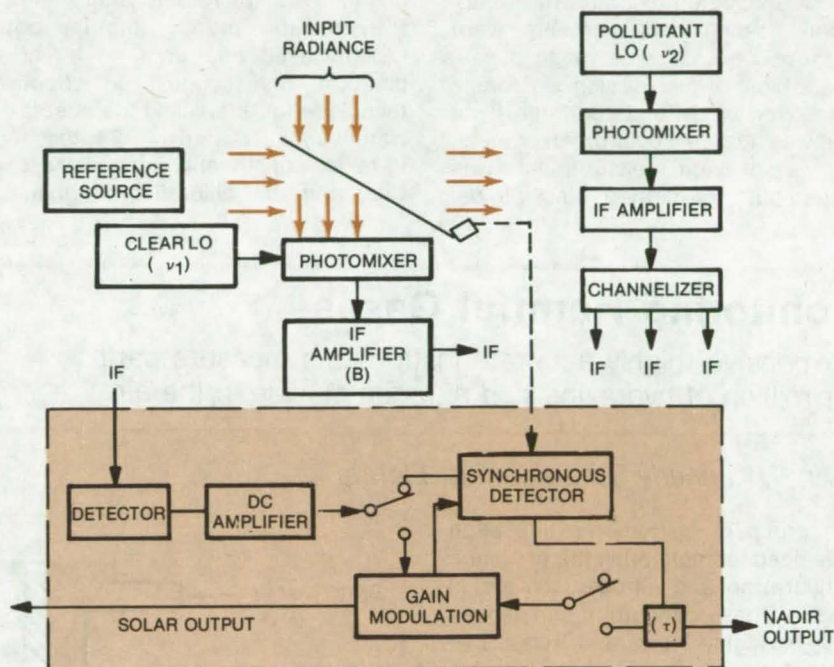 INPUT
RADIANCE
POLLUTANT
LO ( ν2)
PHOTOMIXER
REFERENCE
SOURCE
IF AMPLIFIER
CLEAR LO
( ν1)
PHOTOMIXER
CHANNELIZER
IF
AMPLIFIER
(B)
IF
IF
IF
IF
IF
DETECTOR
DC
AMPLIFIER
SYNCHRONOUS
DETECTOR
GAIN
MODULATION
SOLAR OUTPUT
(τ)
NADIR
OUTPUT